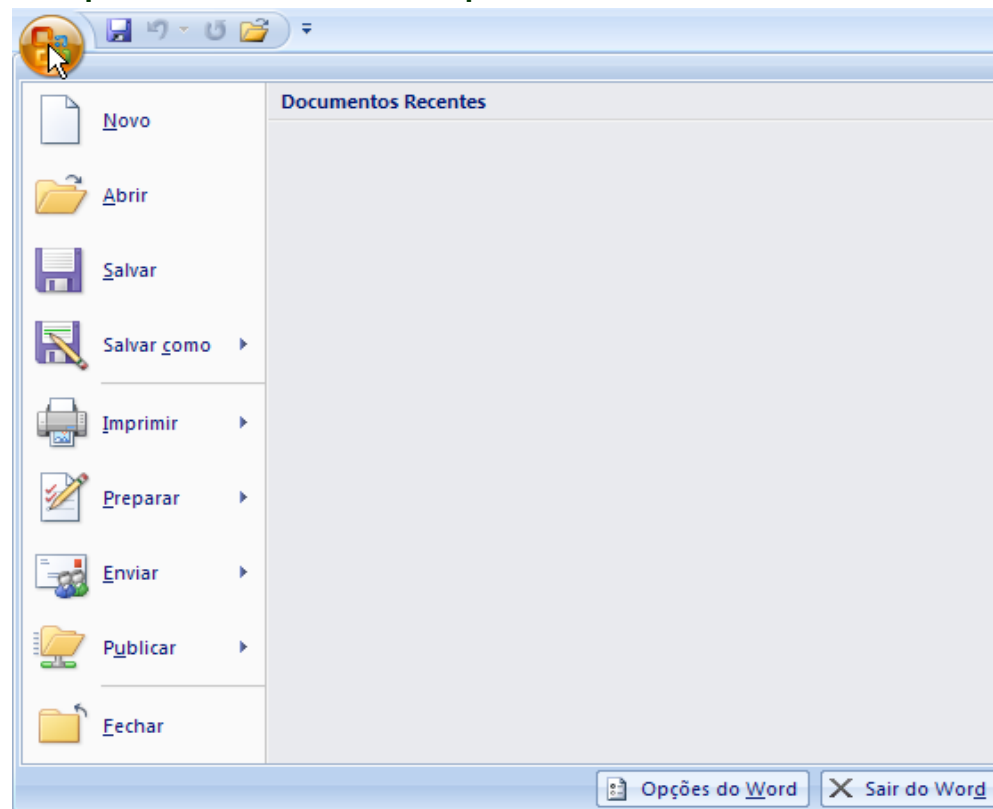 Documentos Recentes
Novo
Abrir
Salvar
Salvar como
Imprimir
Preparar
Enviar
Publicar
Fechar
Opções do Word
Sair do Word